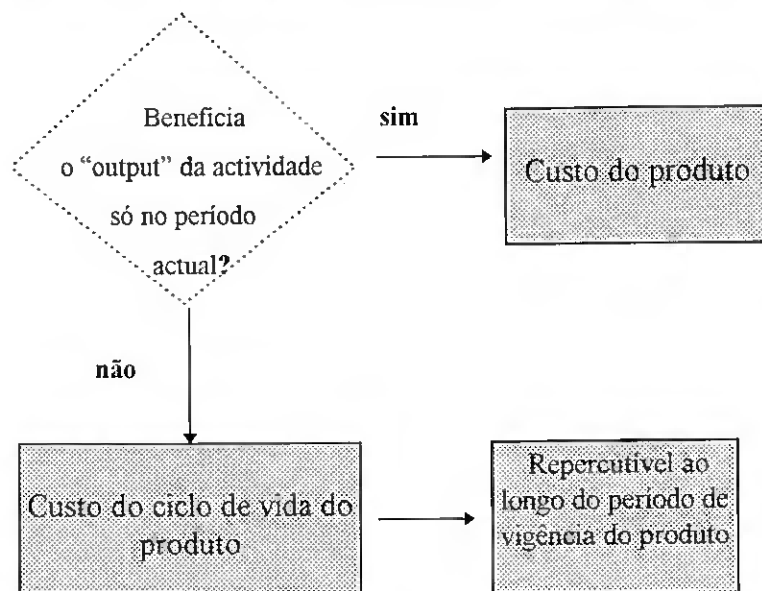 Beneficia
o “output” da actividade
só no período
actual?
sim
Custo do produto
não
Custo do ciclo de vida do
produto
Repercutível ao
longo do período de
vigência do produto